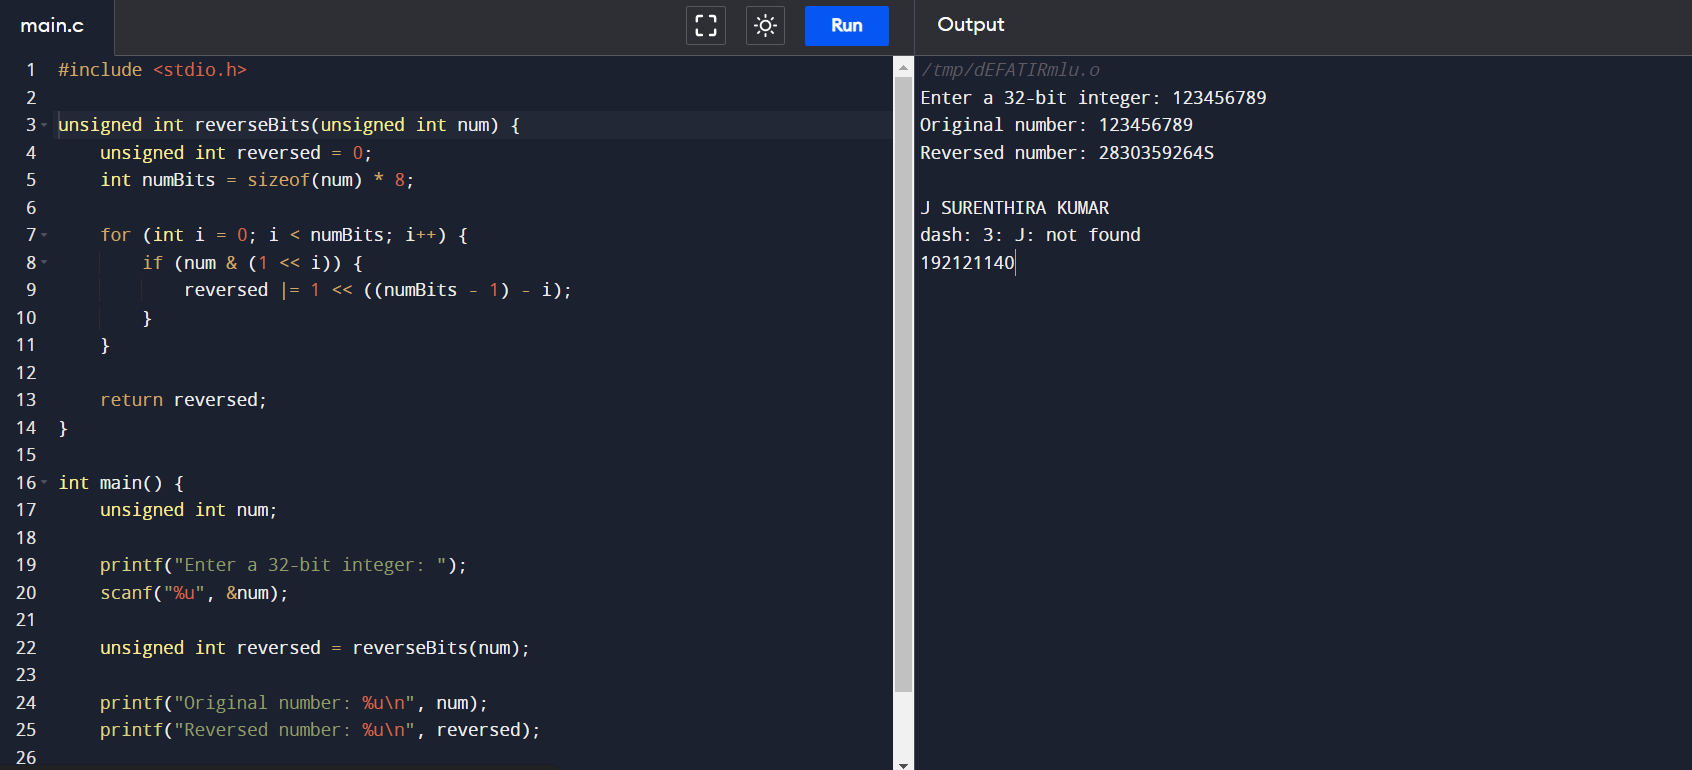 main.c
Run
Output
1 #include <stdio.h>
2
3 unsigned int reverseBits(unsigned int num) {
4     unsigned int reversed = 0;
5     int numBits = sizeof(num) * 8;
6
7     for (int i = 0; i < numBits; i++) {
8         if (num & (1 << i)) {
9             reversed |= 1 << ((numBits - 1) - i);
10         }
11     }
12
13     return reversed;
14 }
15
16 int main() {
17     unsigned int num;
18
19     printf("Enter a 32-bit integer: ");
20     scanf("%u", &num);
21
22     unsigned int reversed = reverseBits(num);
23
24     printf("Original number: %u\n", num);
25     printf("Reversed number: %u\n", reversed);
26
/tmp/dEFATIRmlu.o
Enter a 32-bit integer: 123456789
Original number: 123456789
Reversed number: 2830359264S
J SURENTHIRA KUMAR
dash: 3: J: not found
192121140